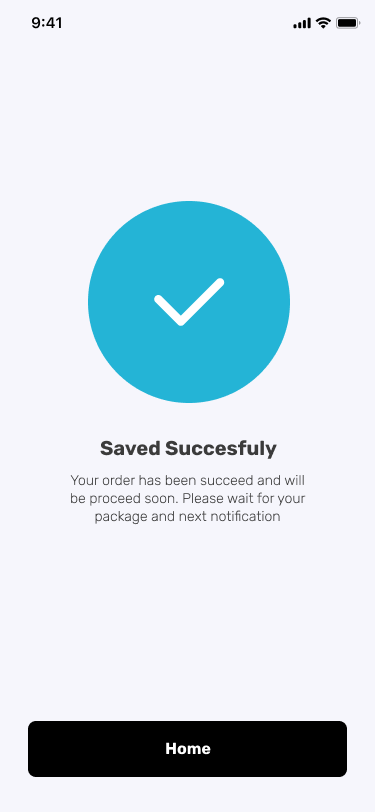 9:41
Saved Succesfuly
Your order has been succeed and will
be proceed soon. Please wait for your
package and next notification
Home